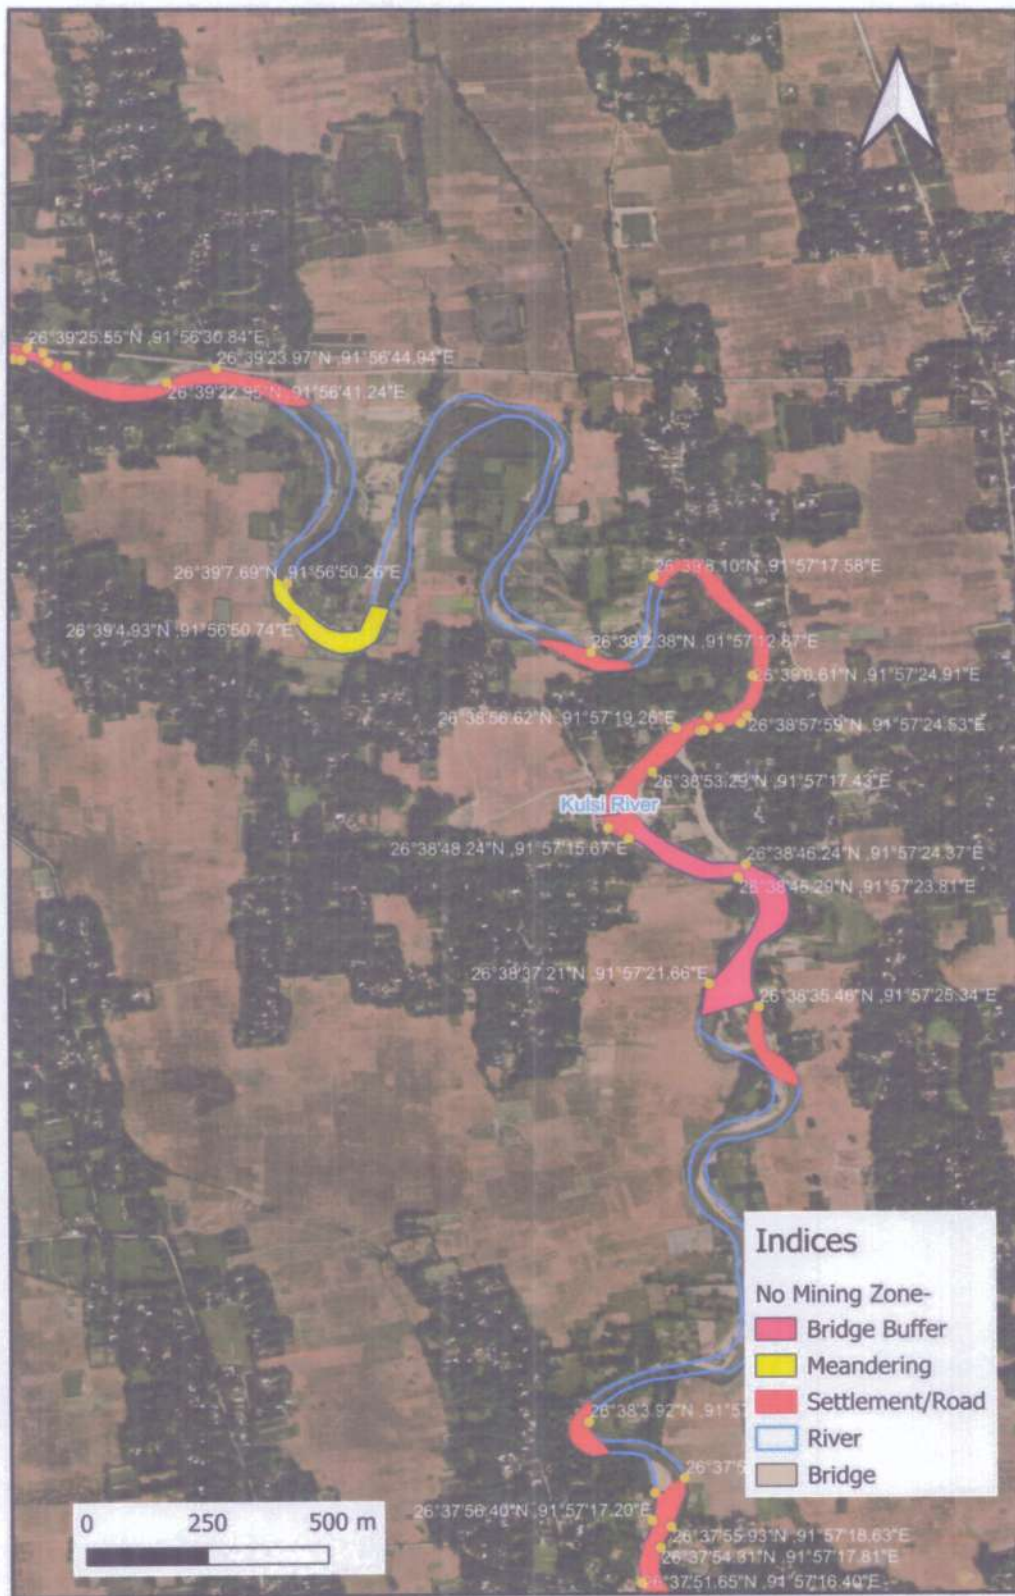 26°39'25.55"N ,91°56'30.84"E
26°39'23.97"N ,91°56'44.94"E
26°39'22.95"N ,91°56'41.24"E
26°39'7.69"N ,91°56'50.26"E
26°39'8.10"N ,91°57'17.58"E
26°39'4.93"N ,91°56'50.74"E
26°39'2.38"N ,91°57'12.87"E
26°39'0.61"N ,91°57'24.91"E
26°38'56.62"N ,91°57'19.26"E
26°38'57.59"N ,91°57'24.53"E
26°38'53.29"N ,91°57'17.43"E
Kulsi River
26°38'48.24"N ,91°57'15.67"E
26°38'46.24"N ,91°57'24.37"E
26°38'45.29"N ,91°57'23.81"E
26°38'37.21"N ,91°57'21.66"E
26°38'35.46"N ,91°57'25.34"E
Indices
No Mining Zone-
Bridge Buffer
Meandering
Settlement/Road
River
Bridge
26°38'3.92"N ,91°57
26°37'5
26°37'56.40"N ,91°57'17.20"E
26°37'55.93"N ,91°57'18.63"E
26°37'54.31"N ,91°57'17.81"E
26°37'51.65"N ,91°57'16.40"E
0 250 500 m